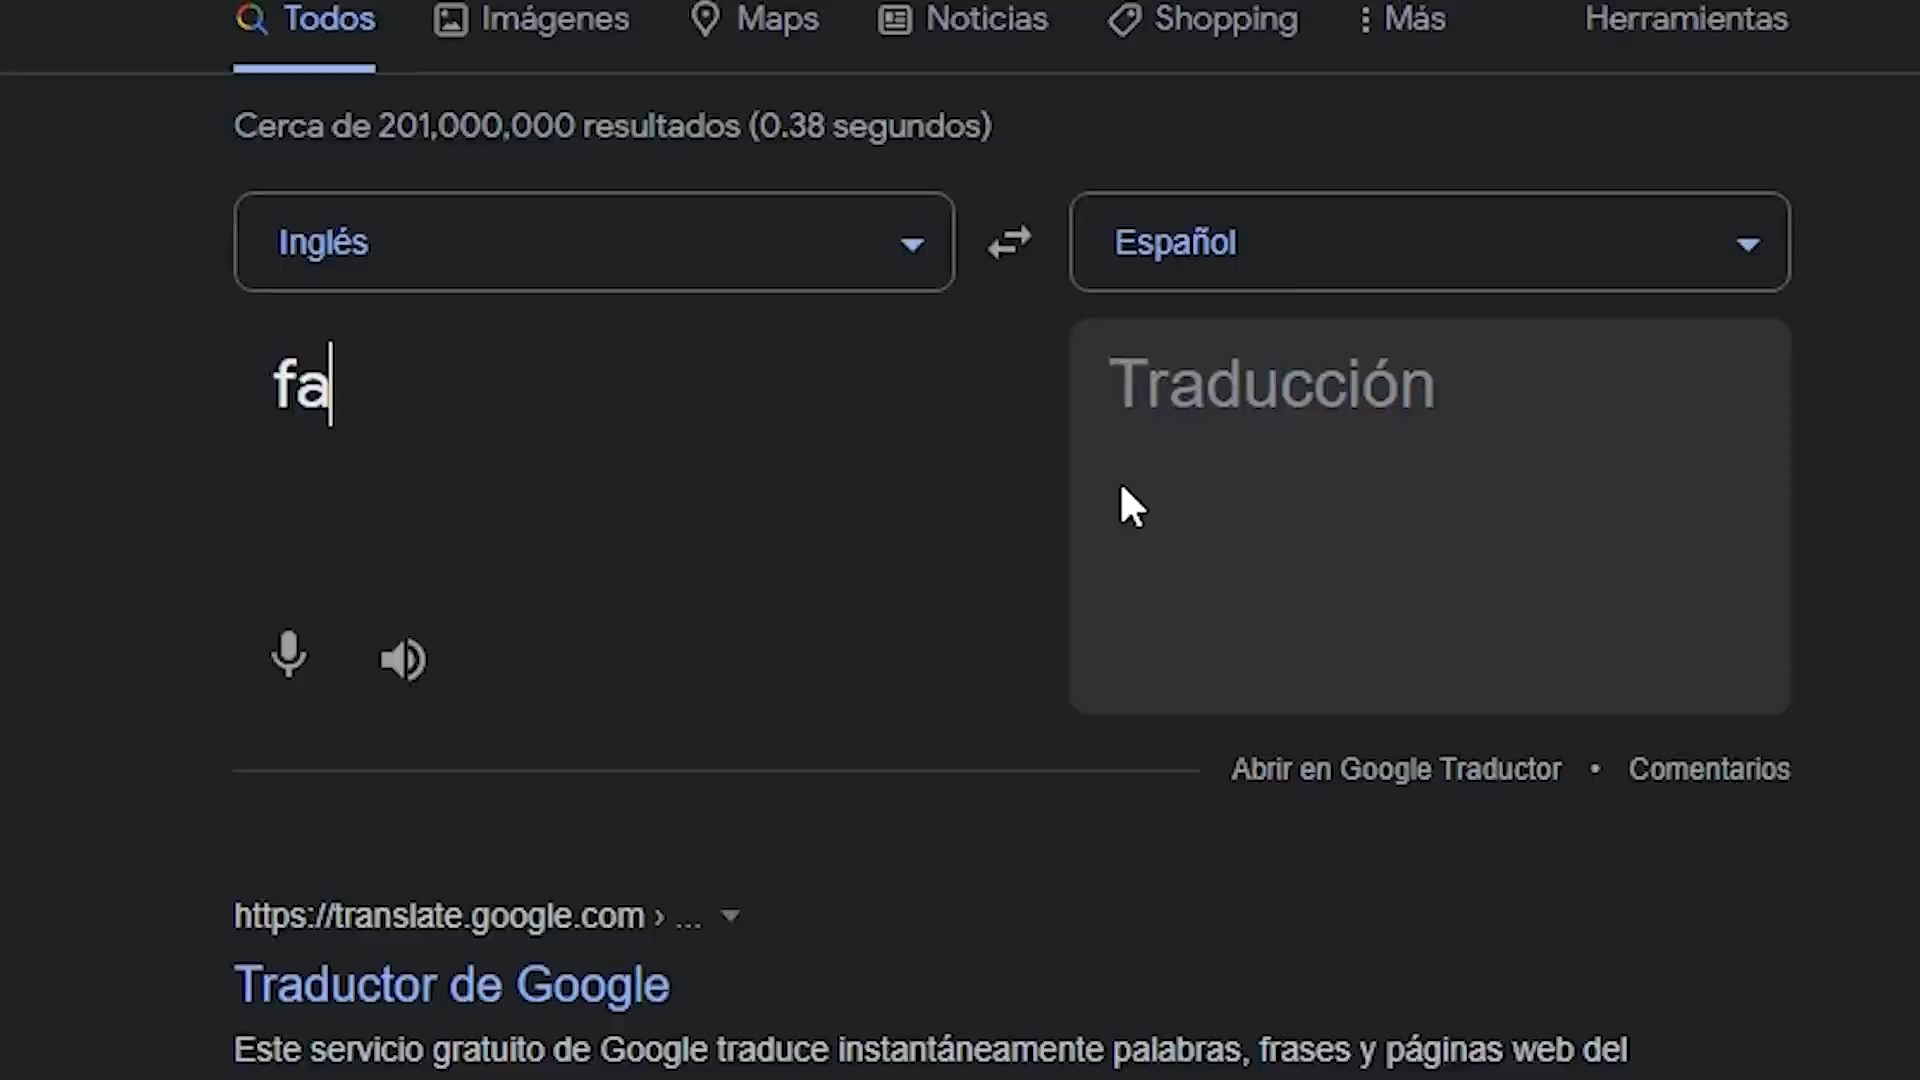 Todos Imágenes Maps Noticias Shopping Más Herramientas
Cerca de 201,000,000 resultados (0.38 segundos)
Inglés Español
fa Traducción
Abrir en Google Traductor • Comentarios
https://translate.google.com › ...
Traductor de Google
Este servicio gratuito de Google traduce instantáneamente palabras, frases y páginas web del